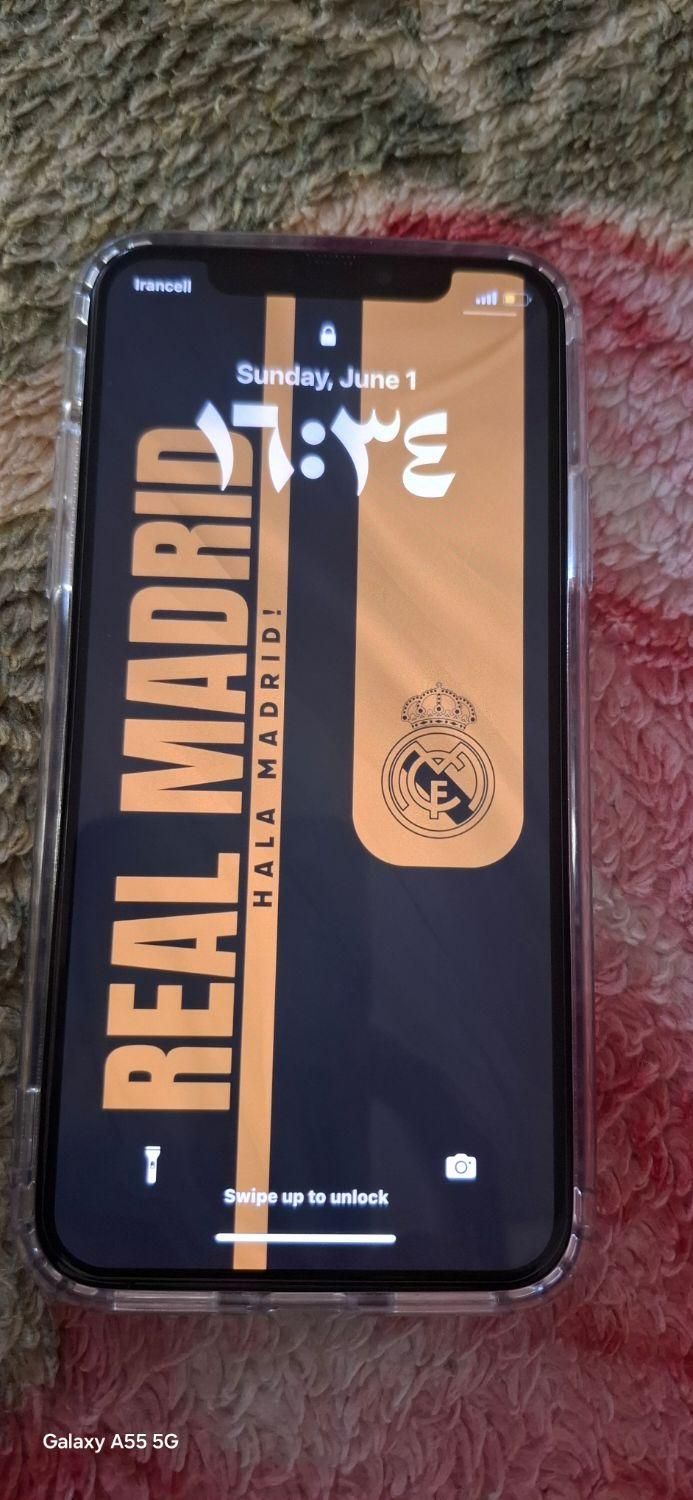 Irancell
Sunday, June 1
١٦:٣٤
REAL MADRID
HALA MADRID!
Swipe up to unlock
Galaxy A55 5G